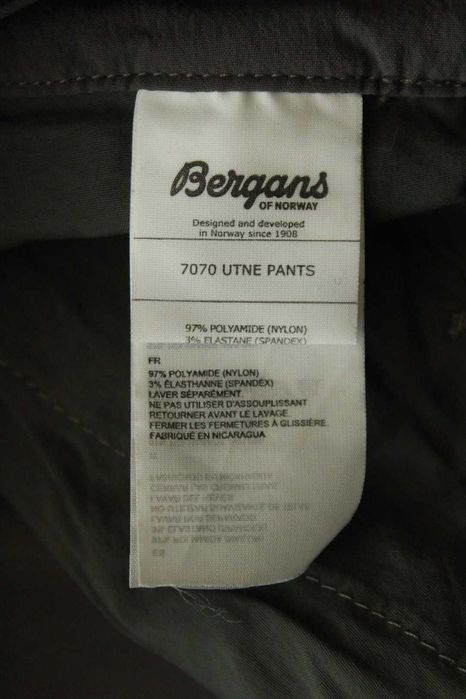 Bergans
OF NORWAY
Designed and developed
in Norway since 1908
7070 UTNE PANTS
97% POLYAMIDE (NYLON)
3% ELASTANE (SPANDEX)
FR
97% POLYAMIDE (NYLON)
3% ÉLASTHANNE (SPANDEX)
LAVER SÉPARÉMENT.
NE PAS UTILISER D'ASSOUPLISSANT
RETOURNER AVANT LE LAVAGE.
FERMER LES FERMETURES À GLISSIÈRE.
FABRIQUÉ EN NICARAGUA